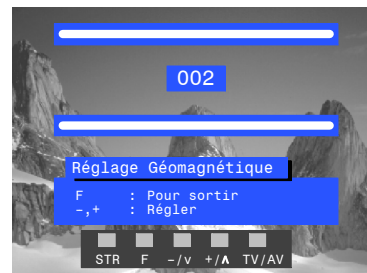 002
Réglage Géomagnétique
F : Pour sortir
−,+ : Régler
STR F −/v +/∧ TV/AV